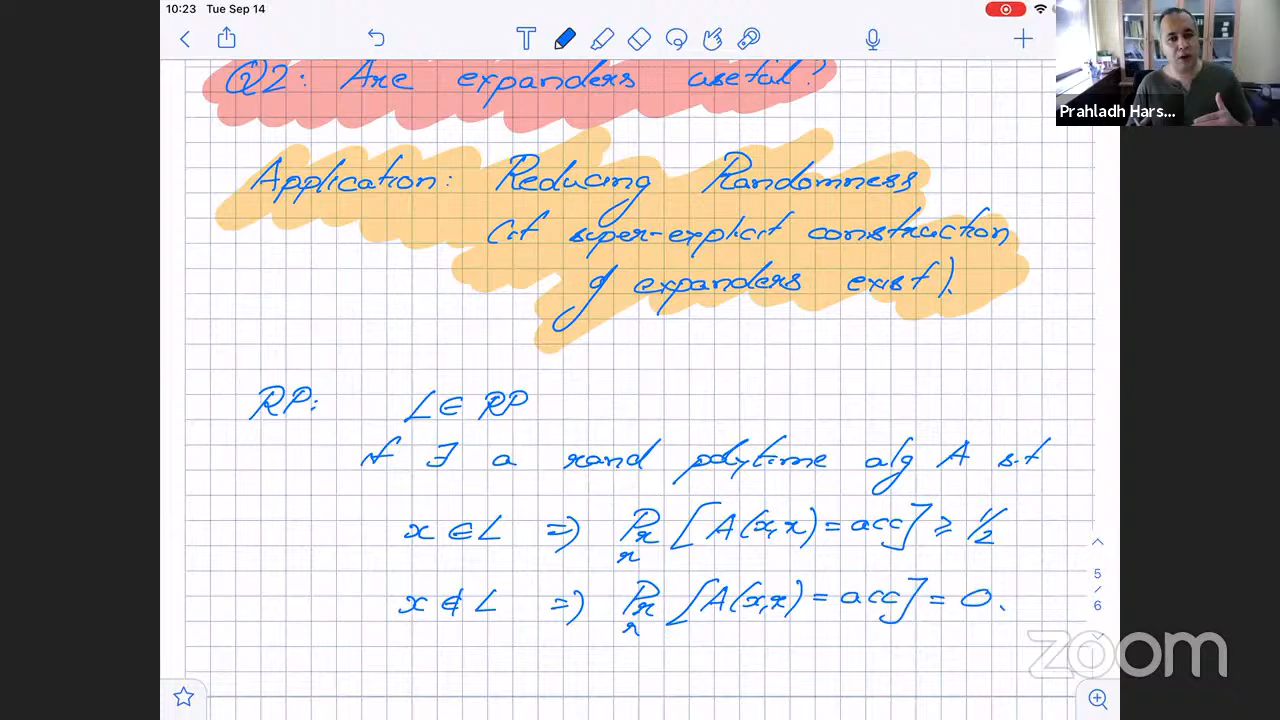 10:23 Tue Sep 14
Q2: Are expanders useful?
Prahladh Hars...
Application: Reducing Randomness
(if super-explicit construction
of expanders exist).
RP: L ∈ RP
if ∃ a rand polytime alg A s.t
x ∈ L => Pr_r [A(x,r) = acc] ≥ 1/2
x ∉ L => Pr_r [A(x,r) = acc] = 0.
5
/
6
zoom